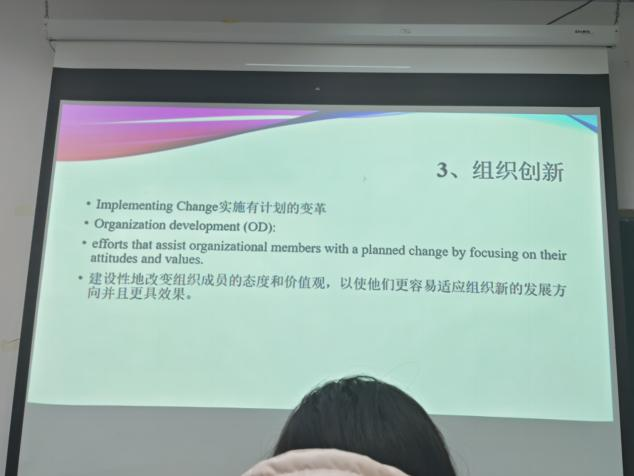 3、组织创新
• Implementing Change实施有计划的变革
• Organization development (OD):
• efforts that assist organizational members with a planned change by focusing on their
attitudes and values.
• 建设性地改变组织成员的态度和价值观，以使他们更容易适应组织新的发展方
向并且更具效果。